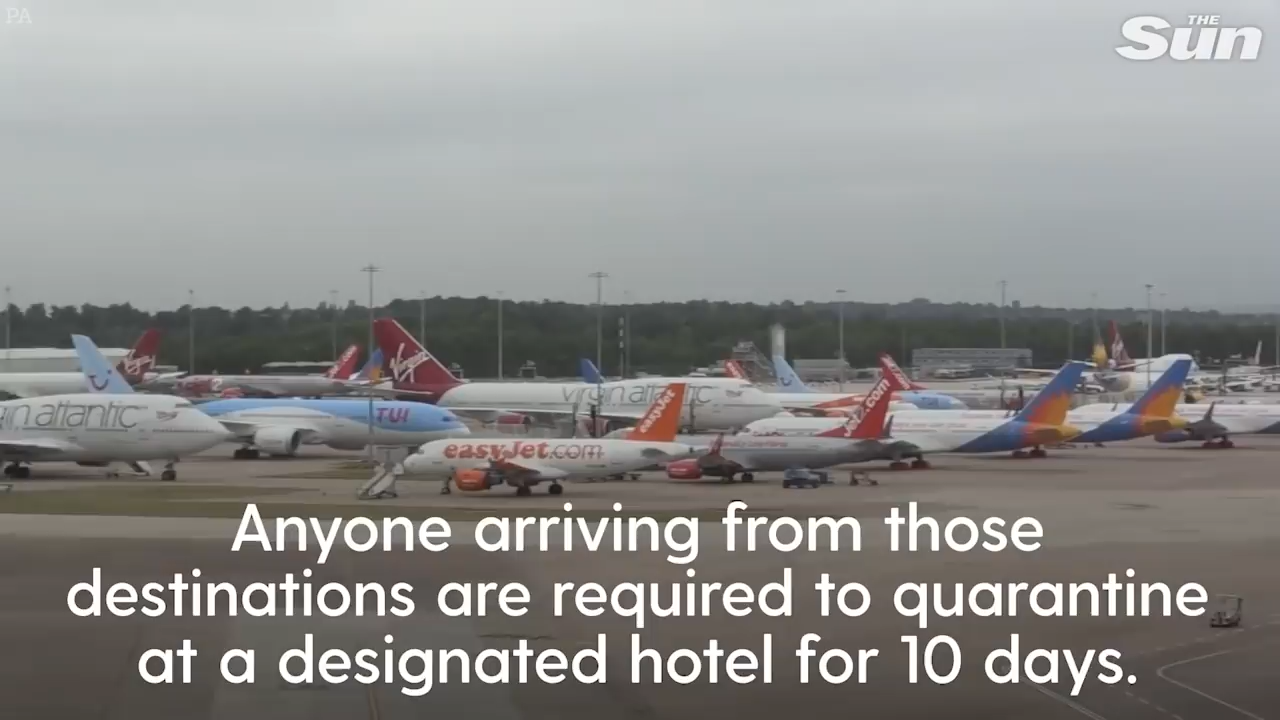 PA
THE
Sun
Virgin
virgin atlantic
in atlantic
TUI
easyJet
easyJet.com
Jet2.com
Anyone arriving from those
destinations are required to quarantine
at a designated hotel for 10 days.